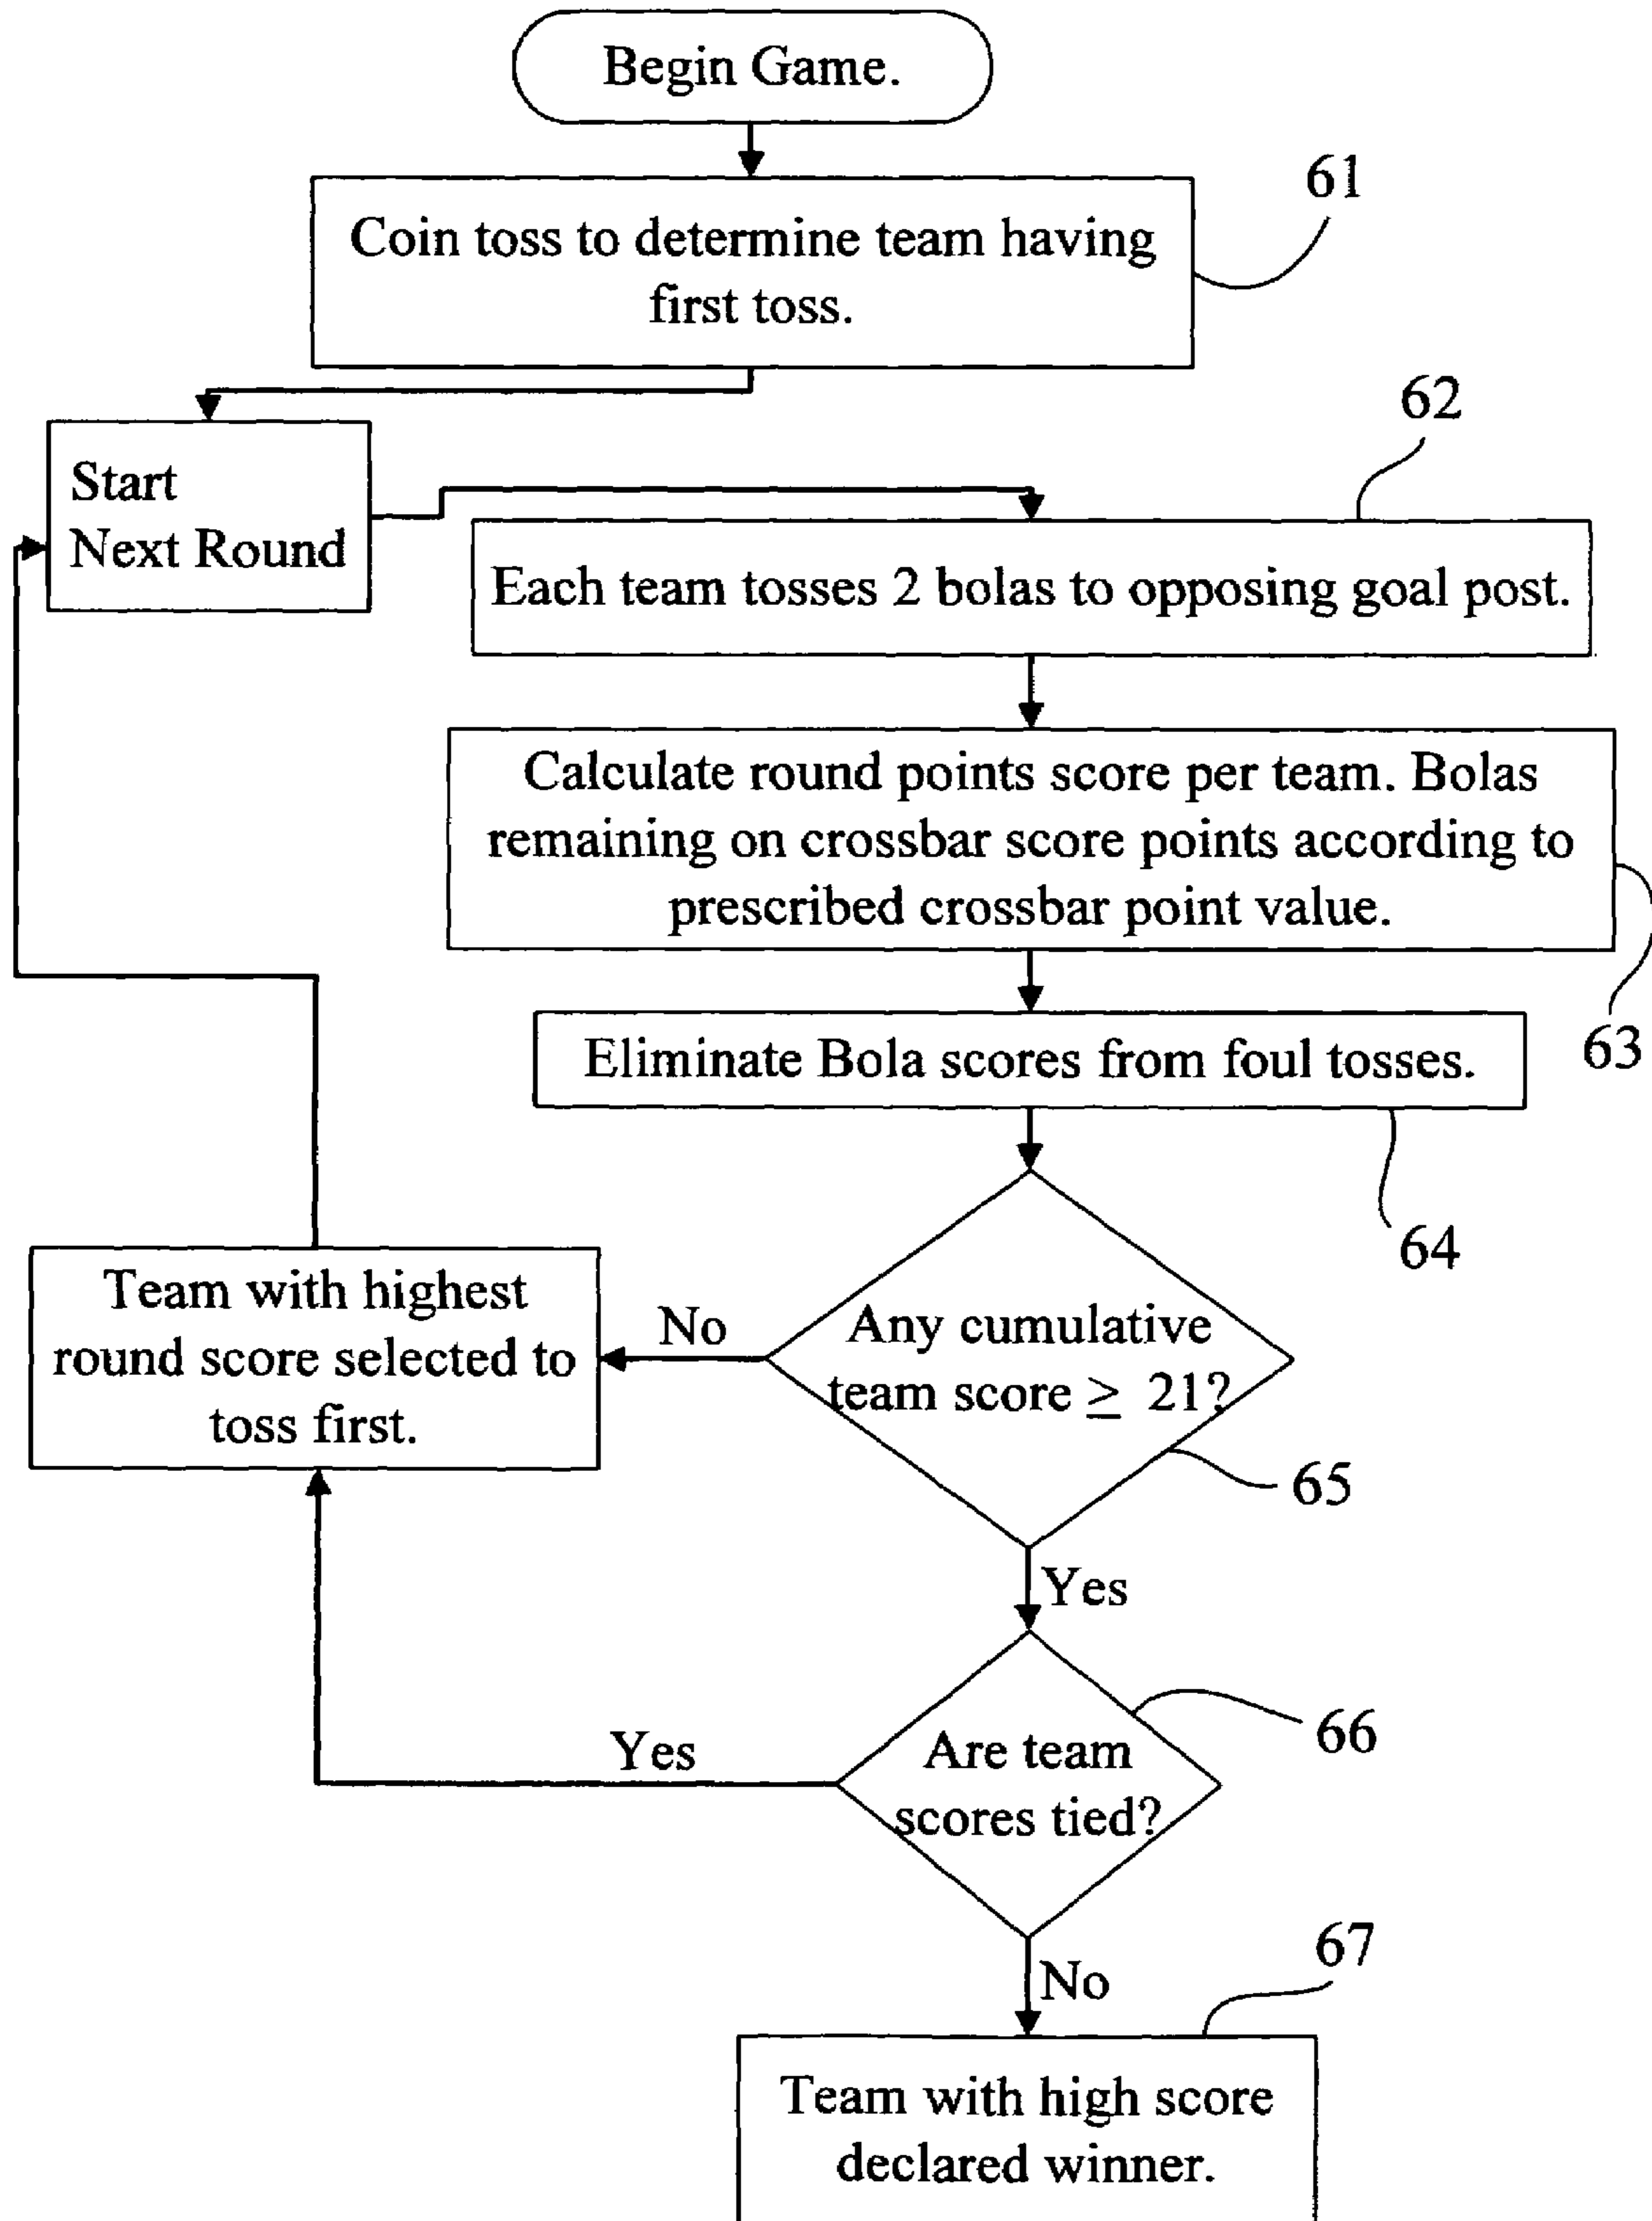 Begin Game.
61
Coin toss to determine team having
first toss.
62
Start
Next Round
Each team tosses 2 bolas to opposing goal post.
Calculate round points score per team. Bolas
remaining on crossbar score points according to
prescribed crossbar point value.
63
Eliminate Bola scores from foul tosses.
64
Team with highest
round score selected to
toss first.
No
Any cumulative
team score ≥ 21?
65
Yes
66
Yes
Are team
scores tied?
67
No
Team with high score
declared winner.